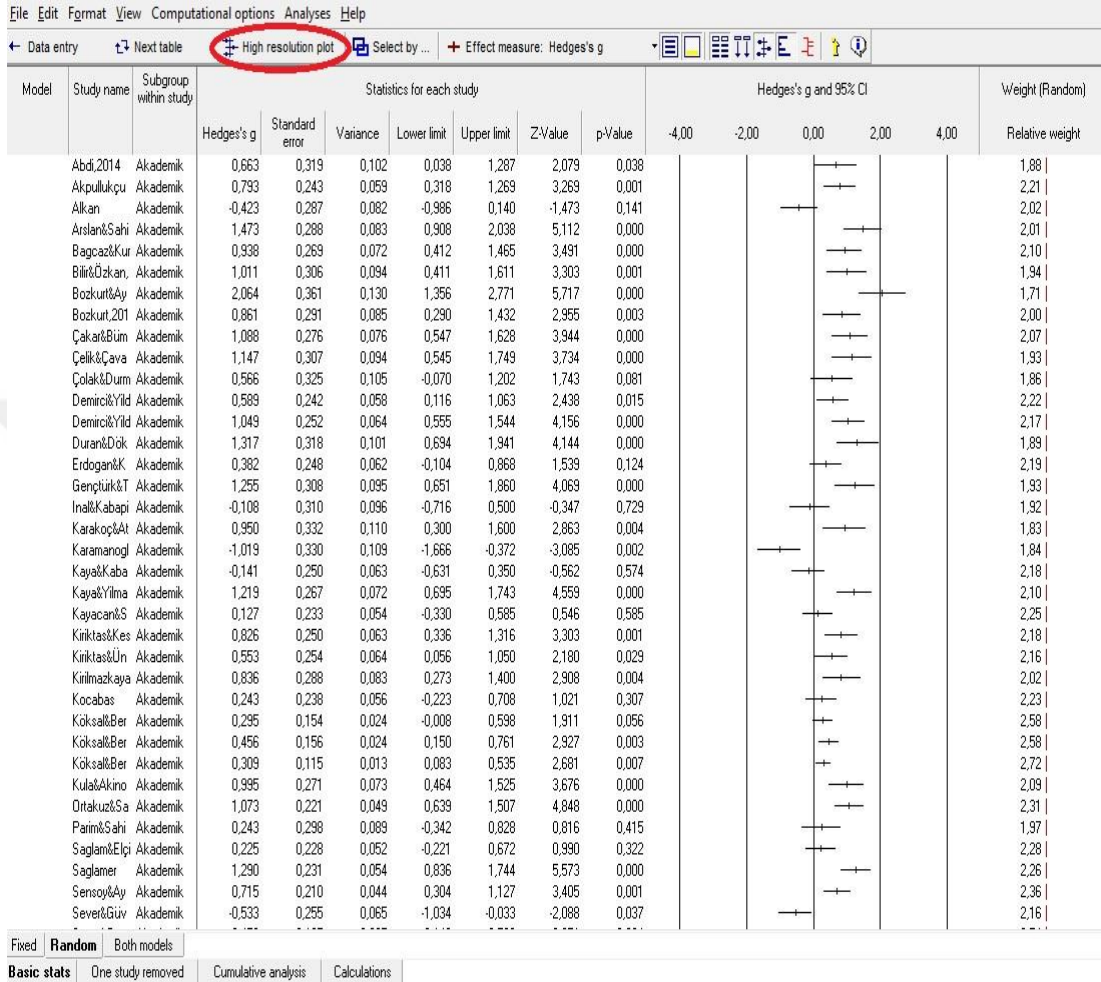 File Edit Format View Computational options Analyses Help
← Data entry Next table High resolution plot Select by ... + Effect measure: Hedges's g
Model Study name Subgroup within study Statistics for each study Hedges's g and 95% CI Weight (Random)
Hedges's g Standard error Variance Lower limit Upper limit Z-Value p-Value -4,00 -2,00 0,00 2,00 4,00 Relative weight
Abdi,2014 Akademik 0,663 0,319 0,102 0,038 1,287 2,079 0,038 1,88
Akpullukçu Akademik 0,793 0,243 0,059 0,318 1,269 3,269 0,001 2,21
Alkan Akademik -0,423 0,287 0,082 -0,986 0,140 -1,473 0,141 2,02
Arslan&Sahi Akademik 1,473 0,288 0,083 0,908 2,038 5,112 0,000 2,01
Bagcaz&Kur Akademik 0,938 0,269 0,072 0,412 1,465 3,491 0,000 2,10
Bilir&Özkan, Akademik 1,011 0,306 0,094 0,411 1,611 3,303 0,001 1,94
Bozkurt&Ay Akademik 2,064 0,361 0,130 1,356 2,771 5,717 0,000 1,71
Bozkurt,201 Akademik 0,861 0,291 0,085 0,290 1,432 2,955 0,003 2,00
Çakar&Büm Akademik 1,088 0,276 0,076 0,547 1,628 3,944 0,000 2,07
Çelik&Çava Akademik 1,147 0,307 0,094 0,545 1,749 3,734 0,000 1,93
Çolak&Durm Akademik 0,566 0,325 0,105 -0,070 1,202 1,743 0,081 1,86
Demirci&Yild Akademik 0,589 0,242 0,058 0,116 1,063 2,438 0,015 2,22
Demirci&Yild Akademik 1,049 0,252 0,064 0,555 1,544 4,156 0,000 2,17
Duran&Dök Akademik 1,317 0,318 0,101 0,694 1,941 4,144 0,000 1,89
Erdogan&K Akademik 0,382 0,248 0,062 -0,104 0,868 1,539 0,124 2,19
Gençtürk&T Akademik 1,255 0,308 0,095 0,651 1,860 4,069 0,000 1,93
Inal&Kabapi Akademik -0,108 0,310 0,096 -0,716 0,500 -0,347 0,729 1,92
Karakoç&At Akademik 0,950 0,332 0,110 0,300 1,600 2,863 0,004 1,83
Karamanogl Akademik -1,019 0,330 0,109 -1,666 -0,372 -3,085 0,002 1,84
Kaya&Kaba Akademik -0,141 0,250 0,063 -0,631 0,350 -0,562 0,574 2,18
Kaya&Yilma Akademik 1,219 0,267 0,072 0,695 1,743 4,559 0,000 2,10
Kayacan&S Akademik 0,127 0,233 0,054 -0,330 0,585 0,546 0,585 2,25
Kiriktas&Kes Akademik 0,826 0,250 0,063 0,336 1,316 3,303 0,001 2,18
Kiriktas&Ün Akademik 0,553 0,254 0,064 0,056 1,050 2,180 0,029 2,16
Kirilmazkaya Akademik 0,836 0,288 0,083 0,273 1,400 2,908 0,004 2,02
Kocabas Akademik 0,243 0,238 0,056 -0,223 0,708 1,021 0,307 2,23
Köksal&Ber Akademik 0,295 0,154 0,024 -0,008 0,598 1,911 0,056 2,58
Köksal&Ber Akademik 0,456 0,156 0,024 0,150 0,761 2,927 0,003 2,58
Köksal&Ber Akademik 0,309 0,115 0,013 0,083 0,535 2,681 0,007 2,72
Kula&Akino Akademik 0,995 0,271 0,073 0,464 1,525 3,676 0,000 2,09
Ortakuz&Sa Akademik 1,073 0,221 0,049 0,639 1,507 4,848 0,000 2,31
Parim&Sahi Akademik 0,243 0,298 0,089 -0,342 0,828 0,816 0,415 1,97
Saglam&Elçi Akademik 0,225 0,228 0,052 -0,221 0,672 0,990 0,322 2,28
Saglamer Akademik 1,290 0,231 0,054 0,836 1,744 5,573 0,000 2,26
Sensoy&Ay Akademik 0,715 0,210 0,044 0,304 1,127 3,405 0,001 2,36
Sever&Güv Akademik -0,533 0,255 0,065 -1,034 -0,033 -2,088 0,037 2,16
Fixed Random Both models
Basic stats One study removed Cumulative analysis Calculations